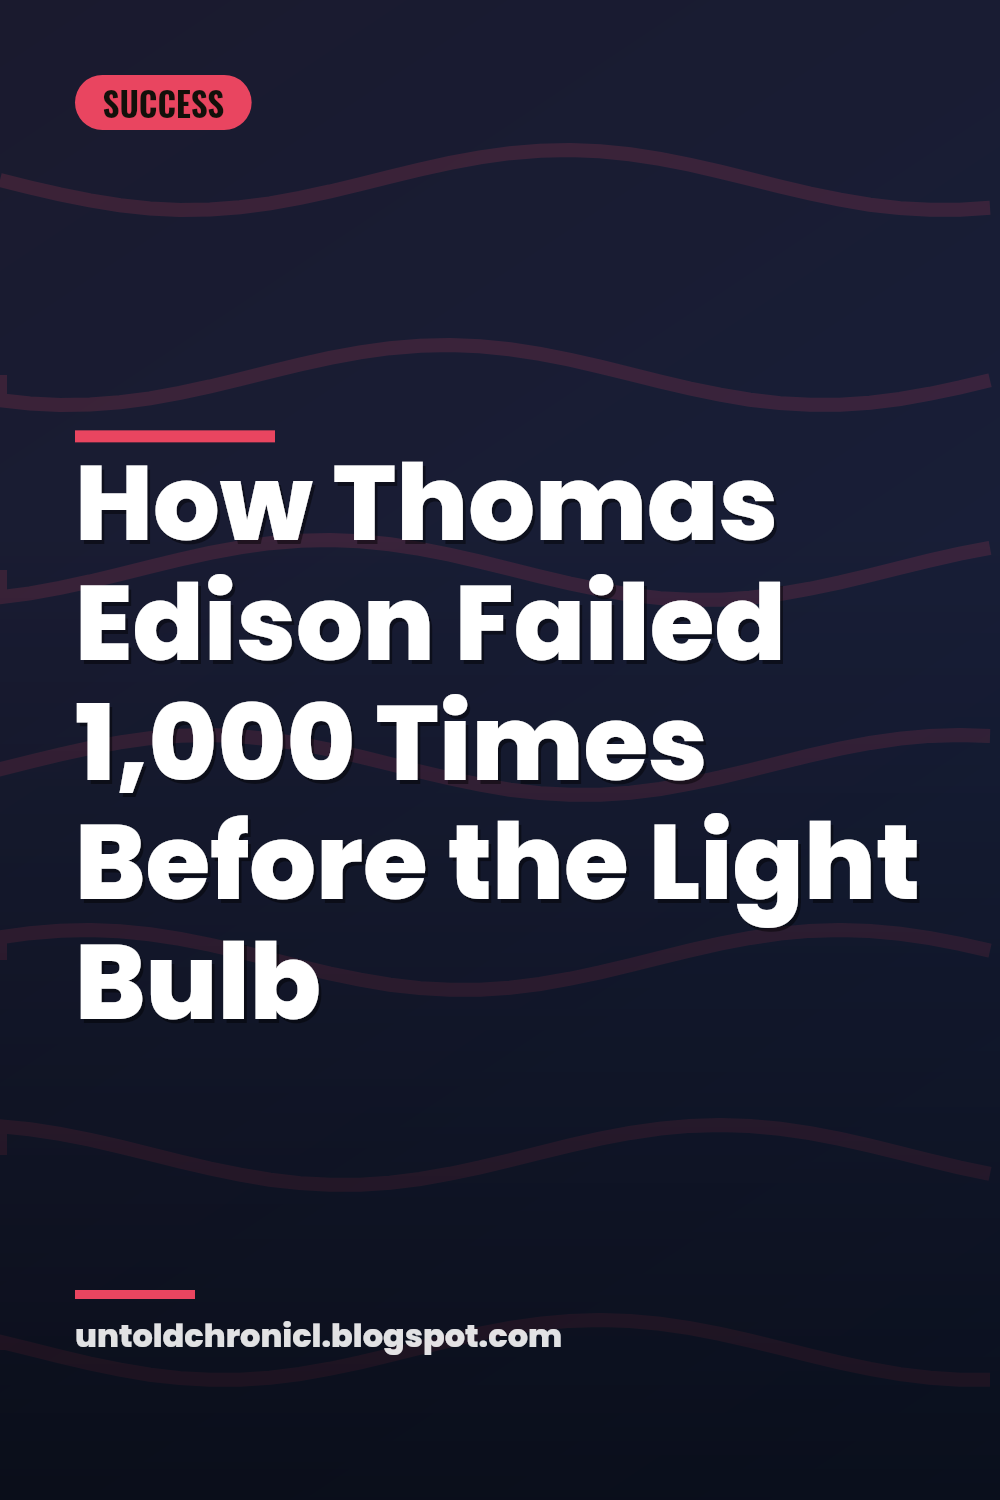 SUCCESS
How Thomas
Edison Failed
1,000 Times
Before the Light
Bulb
untoldchronicl.blogspot.com